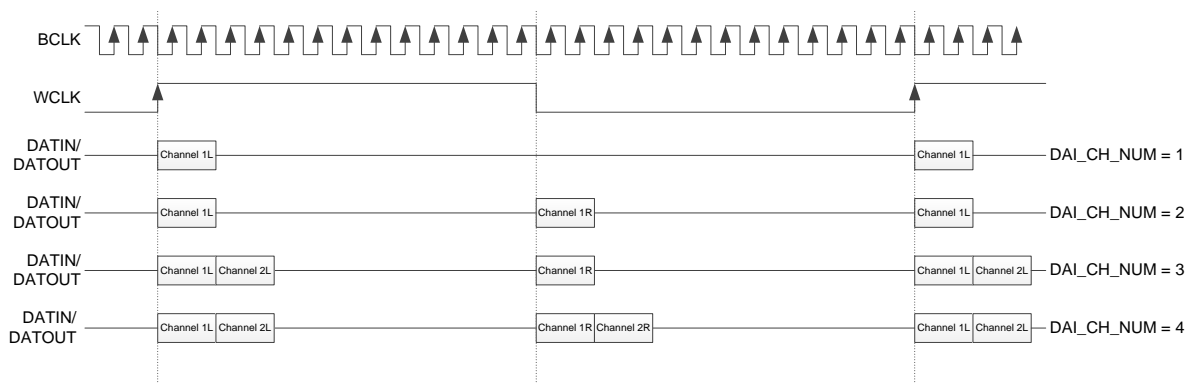 BCLK
WCLK
DATIN/
DATOUT
Channel 1L
Channel 1L
DAI_CH_NUM = 1
DATIN/
DATOUT
Channel 1L
Channel 1R
Channel 1L
DAI_CH_NUM = 2
DATIN/
DATOUT
Channel 1L
Channel 2L
Channel 1R
Channel 1L
Channel 2L
DAI_CH_NUM = 3
DATIN/
DATOUT
Channel 1L
Channel 2L
Channel 1R
Channel 2R
Channel 1L
Channel 2L
DAI_CH_NUM = 4